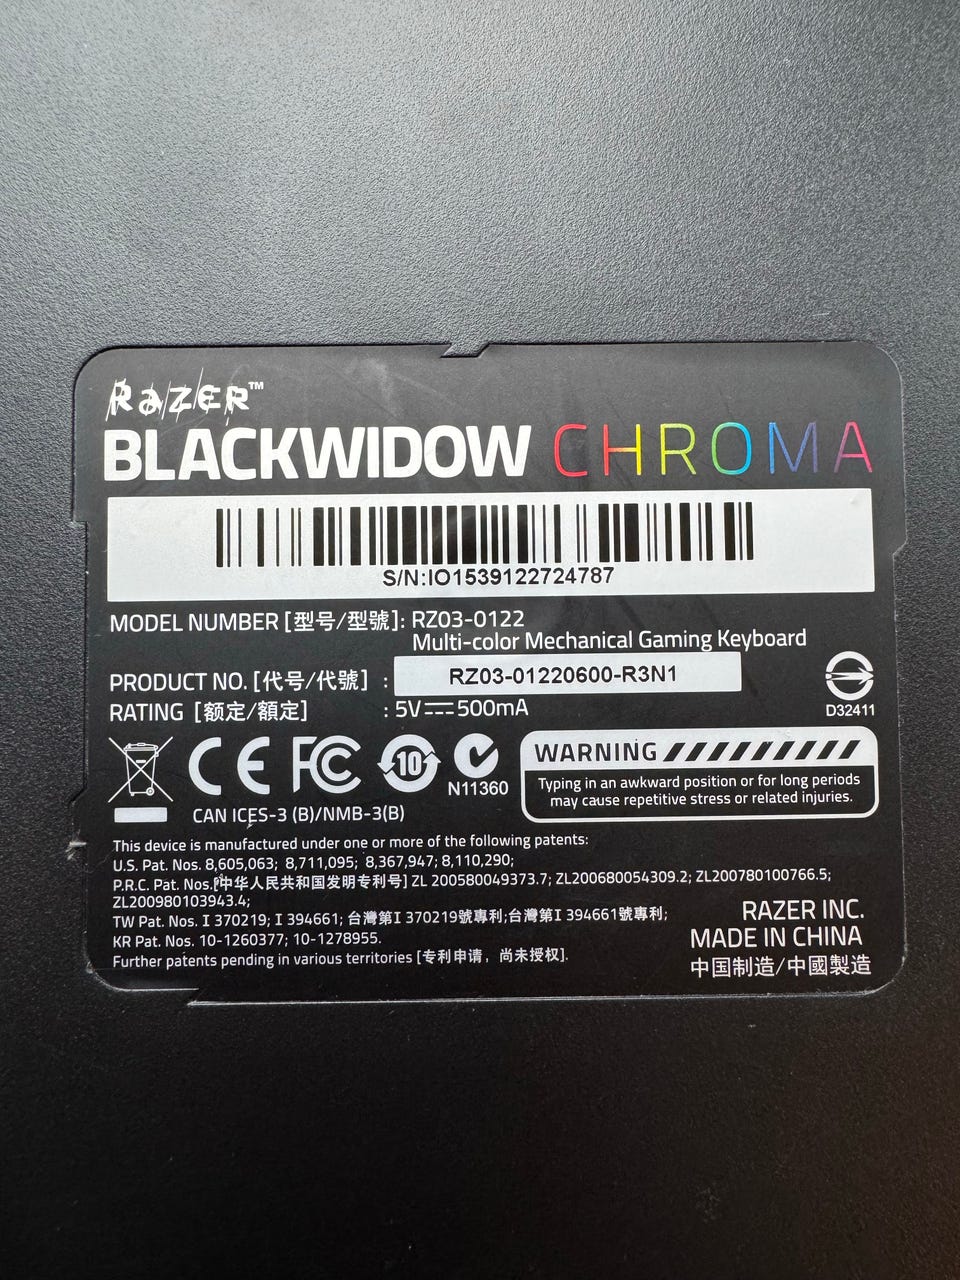 RAZER™
BLACKWIDOW CHROMA
S/N:IO1539122724787
MODEL NUMBER [型号/型號]: RZ03-0122
Multi-color Mechanical Gaming Keyboard
PRODUCT NO. [代号/代號] : RZ03-01220600-R3N1
RATING [额定/額定] : 5V⎓500mA
D32411
CE FC 10
N11360
CAN ICES-3 (B)/NMB-3(B)
WARNING
Typing in an awkward position or for long periods
may cause repetitive stress or related injuries.
This device is manufactured under one or more of the following patents:
U.S. Pat. Nos. 8,605,063; 8,711,095; 8,367,947; 8,110,290;
P.R.C. Pat. Nos.[中华人民共和国发明专利号] ZL 200580049373.7; ZL200680054309.2; ZL200780100766.5;
ZL200980103943.4;
TW Pat. Nos. I 370219; I 394661; 台灣第I 370219號專利;台灣第I 394661號專利;
KR Pat. Nos. 10-1260377; 10-1278955.
Further patents pending in various territories [专利申请，尚未授权].
RAZER INC.
MADE IN CHINA
中国制造/中國製造